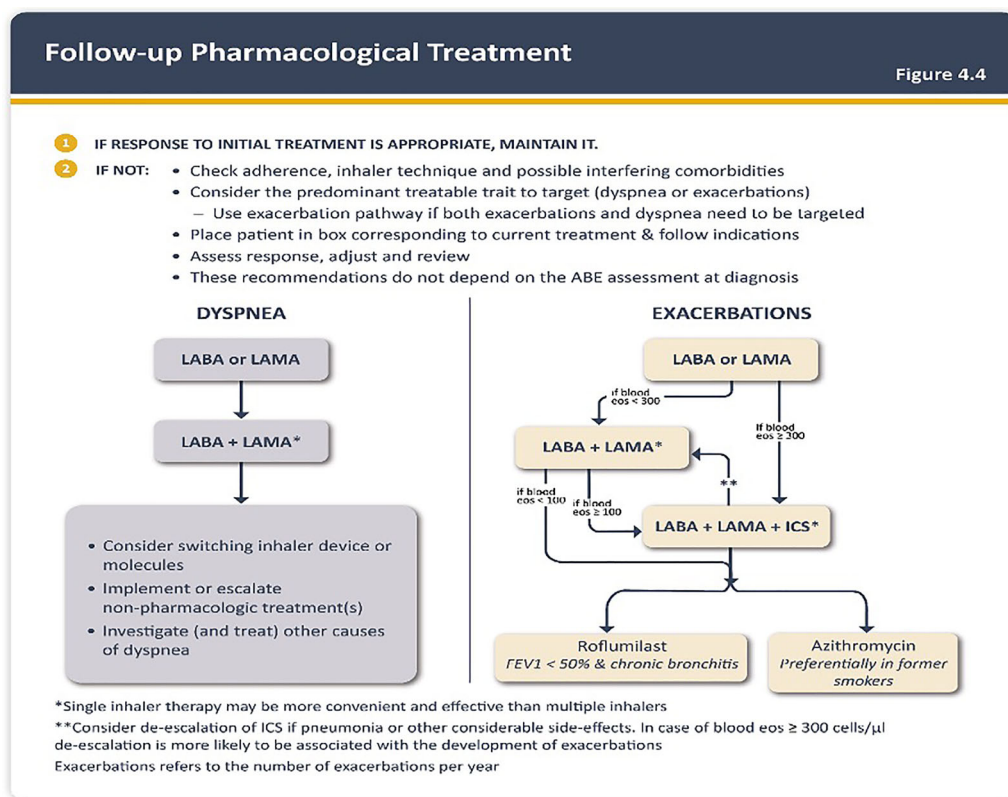 Follow-up Pharmacological Treatment
Figure 4.4
1 IF RESPONSE TO INITIAL TREATMENT IS APPROPRIATE, MAINTAIN IT.
2 IF NOT: • Check adherence, inhaler technique and possible interfering comorbidities
• Consider the predominant treatable trait to target (dyspnea or exacerbations)
– Use exacerbation pathway if both exacerbations and dyspnea need to be targeted
• Place patient in box corresponding to current treatment & follow indications
• Assess response, adjust and review
• These recommendations do not depend on the ABE assessment at diagnosis
DYSPNEA
LABA or LAMA
LABA + LAMA*
• Consider switching inhaler device or
molecules
• Implement or escalate
non-pharmacologic treatment(s)
• Investigate (and treat) other causes
of dyspnea
EXACERBATIONS
LABA or LAMA
if blood
eos < 300
If blood
eos ≥ 300
LABA + LAMA*
if blood
eos < 100
if blood
eos ≥ 100
**
LABA + LAMA + ICS*
Roflumilast
FEV1 < 50% & chronic bronchitis
Azithromycin
Preferentially in former
smokers
*Single inhaler therapy may be more convenient and effective than multiple inhalers
**Consider de-escalation of ICS if pneumonia or other considerable side-effects. In case of blood eos ≥ 300 cells/µl
de-escalation is more likely to be associated with the development of exacerbations
Exacerbations refers to the number of exacerbations per year